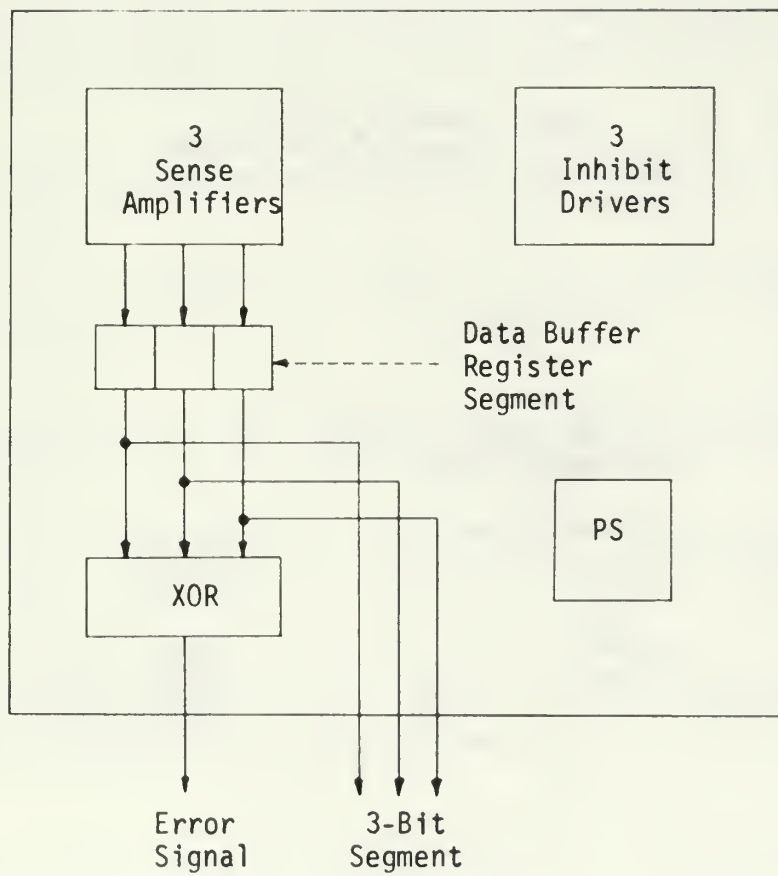 3
Sense
Amplifiers
3
Inhibit
Drivers
Data Buffer
Register
Segment
PS
XOR
Error
Signal
3-Bit
Segment